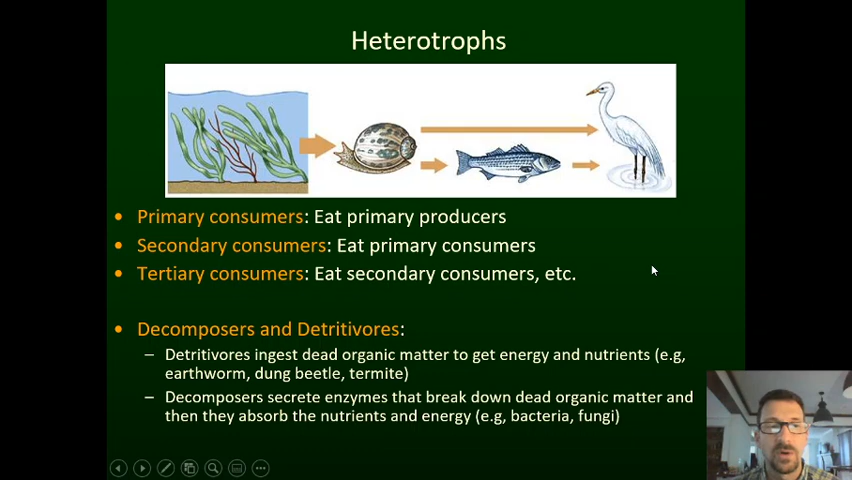 Heterotrophs
• Primary consumers: Eat primary producers
• Secondary consumers: Eat primary consumers
• Tertiary consumers: Eat secondary consumers, etc.
• Decomposers and Detritivores:
– Detritivores ingest dead organic matter to get energy and nutrients (e.g,
earthworm, dung beetle, termite)
– Decomposers secrete enzymes that break down dead organic matter and
then they absorb the nutrients and energy (e.g, bacteria, fungi)